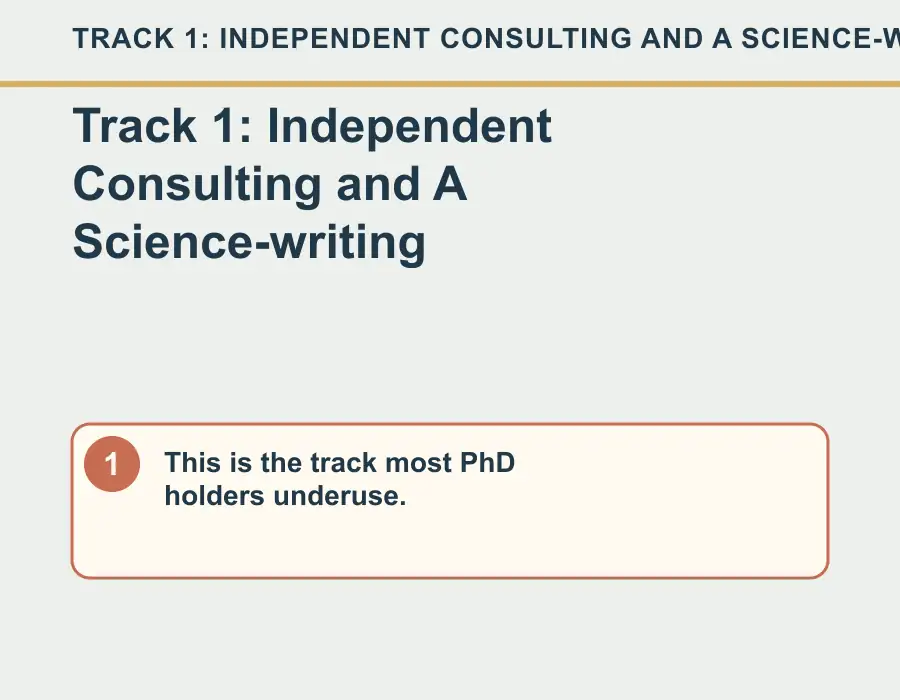 TRACK 1: INDEPENDENT CONSULTING AND A SCIENCE-
Track 1: Independent
Consulting and A
Science-writing
1
This is the track most PhD
holders underuse.